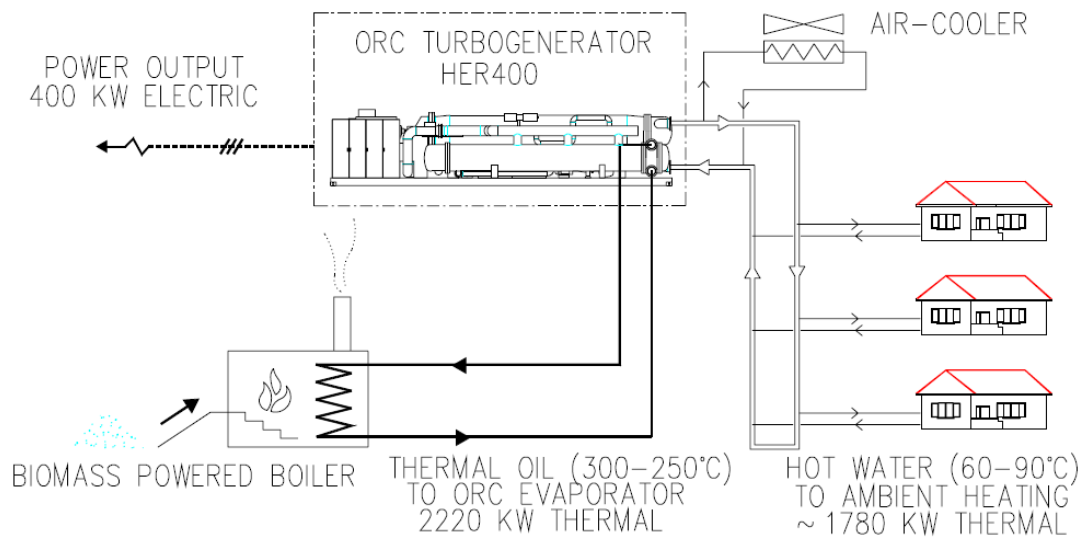 AIR-COOLER
ORC TURBOGENERATOR
HER400
POWER OUTPUT
400 KW ELECTRIC
BIOMASS POWERED BOILER
THERMAL OIL (300-250°C)
TO ORC EVAPORATOR
2220 KW THERMAL
HOT WATER (60-90°C)
TO AMBIENT HEATING
~ 1780 KW THERMAL